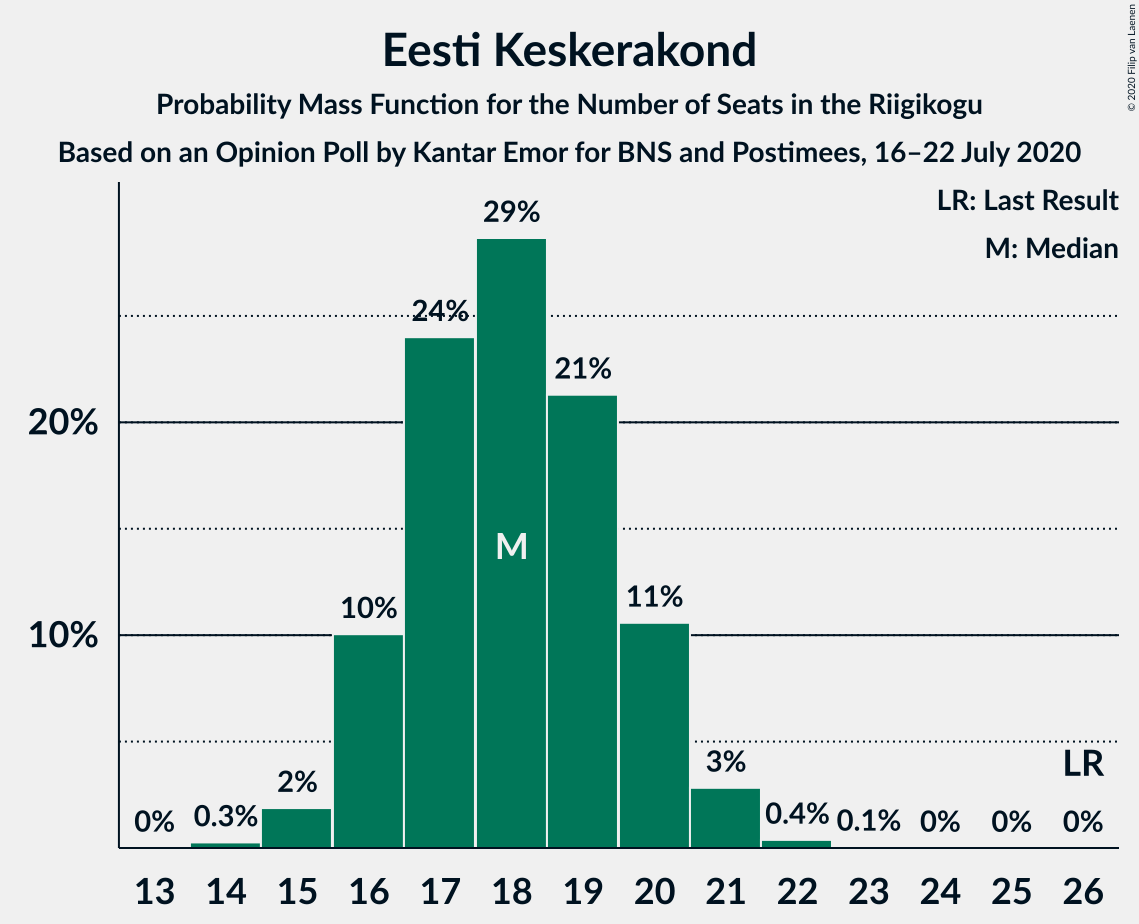 Eesti Keskerakond
Probability Mass Function for the Number of Seats in the Riigikogu
Based on an Opinion Poll by Kantar Emor for BNS and Postimees, 16–22 July 2020
© 2020 Filip van Laenen
LR: Last Result
M: Median
29%
24%
21%
20%
M
11%
10%
10%
LR
3%
2%
0%
0.3%
0.4%
0.1%
0%
0%
0%
13 14 15 16 17 18 19 20 21 22 23 24 25 26